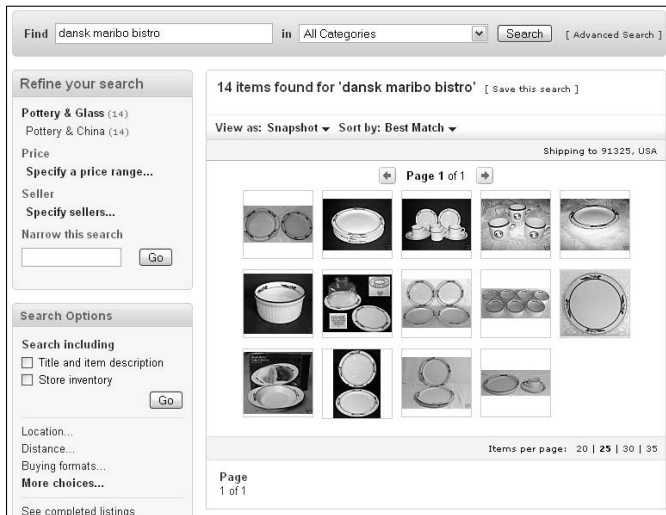 Find dansk maribo bistro in All Categories Search [ Advanced Search ]
Refine your search
Pottery & Glass (14)
Pottery & China (14)
Price
Specify a price range...
Seller
Specify sellers...
Narrow this search
Go
Search Options
Search including
Title and item description
Store inventory
Go
Location...
Distance...
Buying formats...
More choices...
See completed listings
14 items found for 'dansk maribo bistro' [ Save this search ]
View as: Snapshot Sort by: Best Match
Shipping to 91325, USA
Page 1 of 1
Items per page: 20 | 25 | 30 | 35
Page
1 of 1